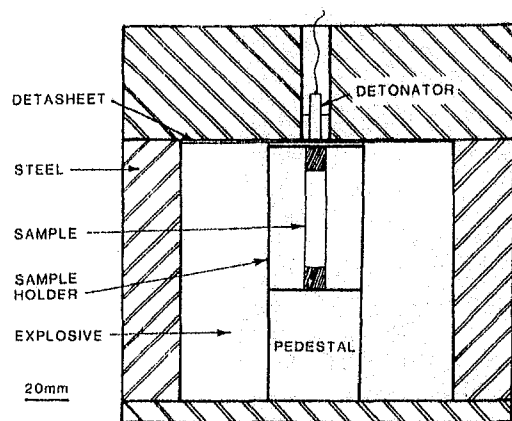 DETASHEET
DETONATOR
STEEL
SAMPLE
SAMPLE
HOLDER
EXPLOSIVE
PEDESTAL
20mm